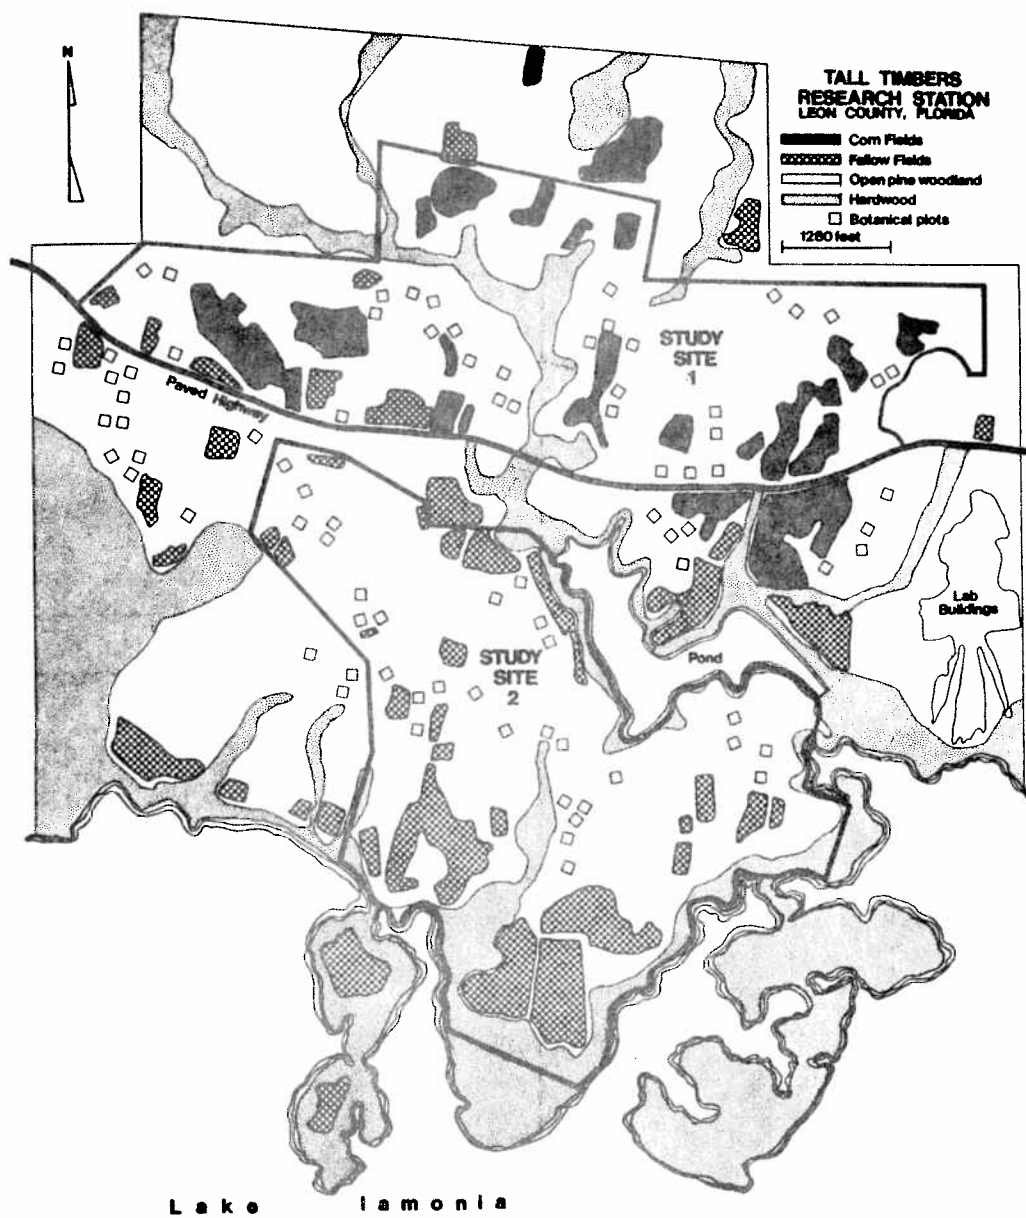 N
TALL TIMBERS
RESEARCH STATION
LEON COUNTY, FLORIDA
Corn Fields
Fallow Fields
Open pine woodland
Hardwood
Botanical plots
1280 feet
STUDY
SITE
1
Paved Highway
Lab
Buildings
STUDY
SITE
2
Pond
Lake Iamonia